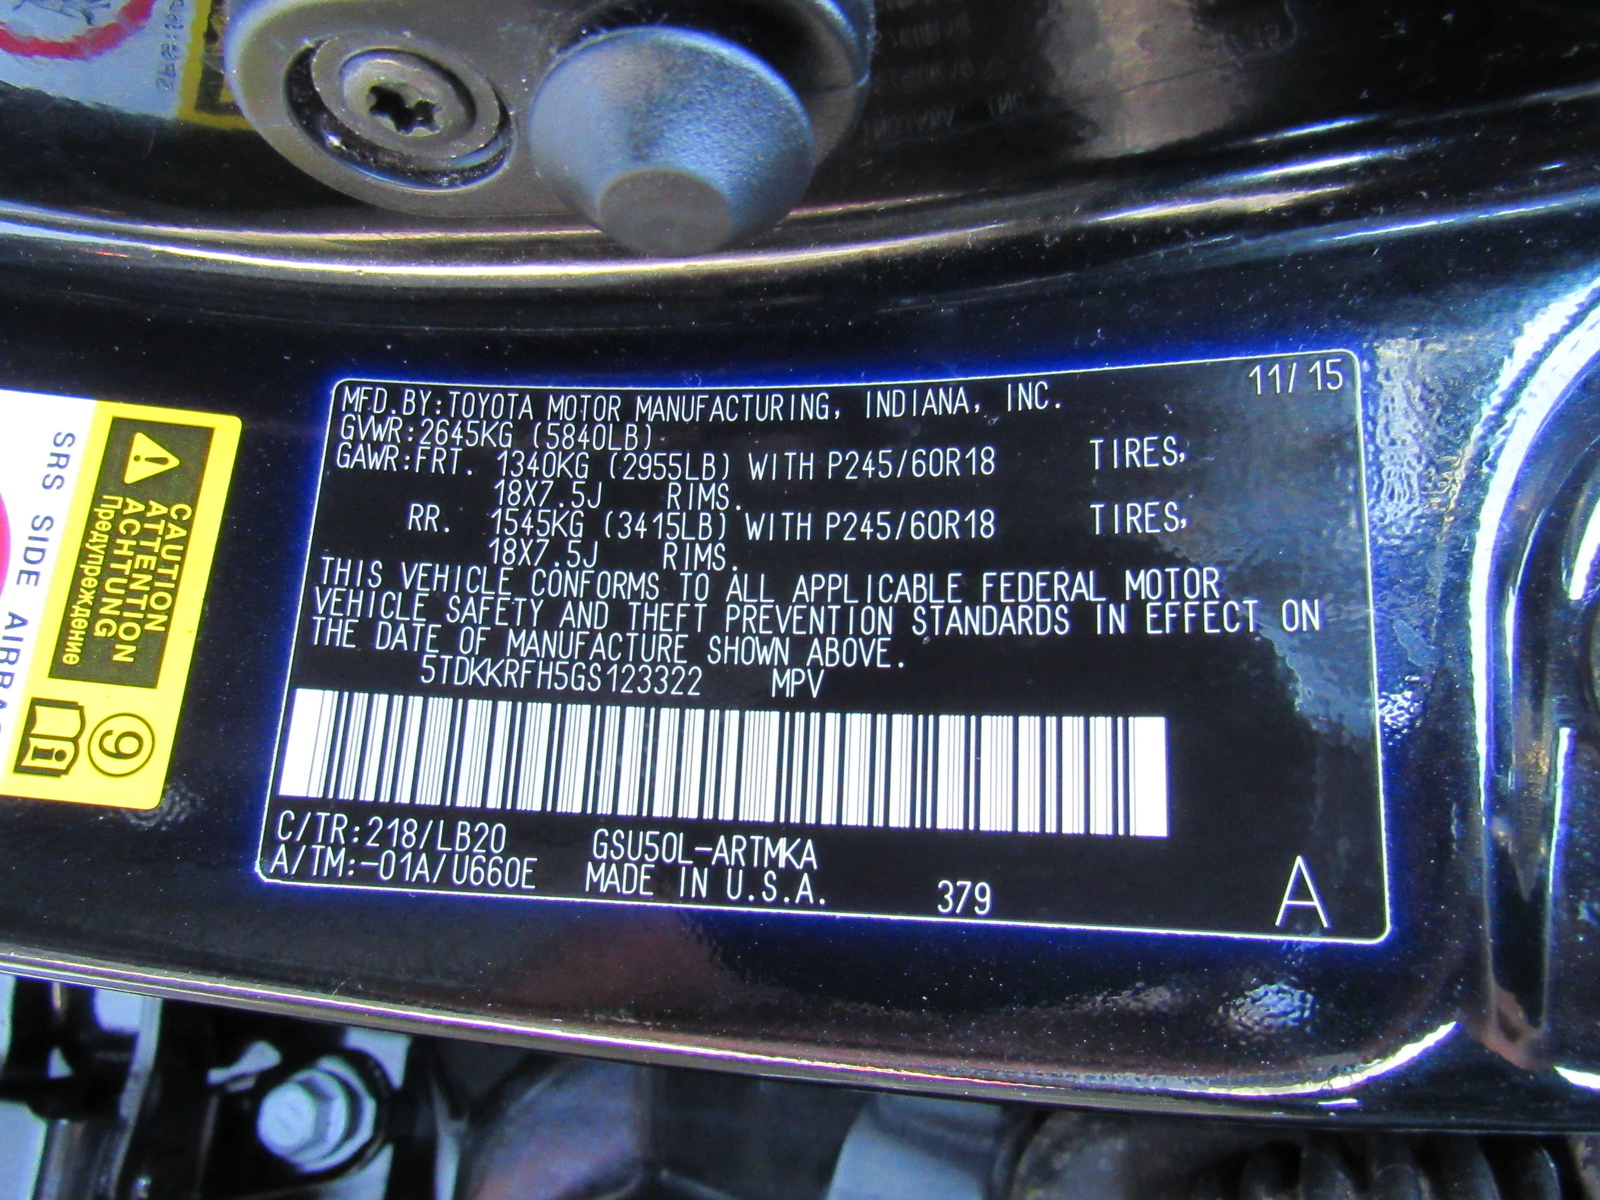 MFD.BY:TOYOTA MOTOR MANUFACTURING, INDIANA, INC. 11/15
GVWR:2645KG (5840LB)
GAWR:FRT. 1340KG (2955LB) WITH P245/60R18 TIRES,
18X7.5J RIMS.
RR. 1545KG (3415LB) WITH P245/60R18 TIRES,
18X7.5J RIMS.
THIS VEHICLE CONFORMS TO ALL APPLICABLE FEDERAL MOTOR
VEHICLE SAFETY AND THEFT PREVENTION STANDARDS IN EFFECT ON
THE DATE OF MANUFACTURE SHOWN ABOVE.
5TDKKRFH5GS123322 MPV
C/TR:218/LB20 GSU50L-ARTMKA
A/TM:-01A/U660E MADE IN U.S.A. 379 A
CAUTION
ATTENTION
ACHTUNG
Предупреждение
SRS SIDE AIRBAG